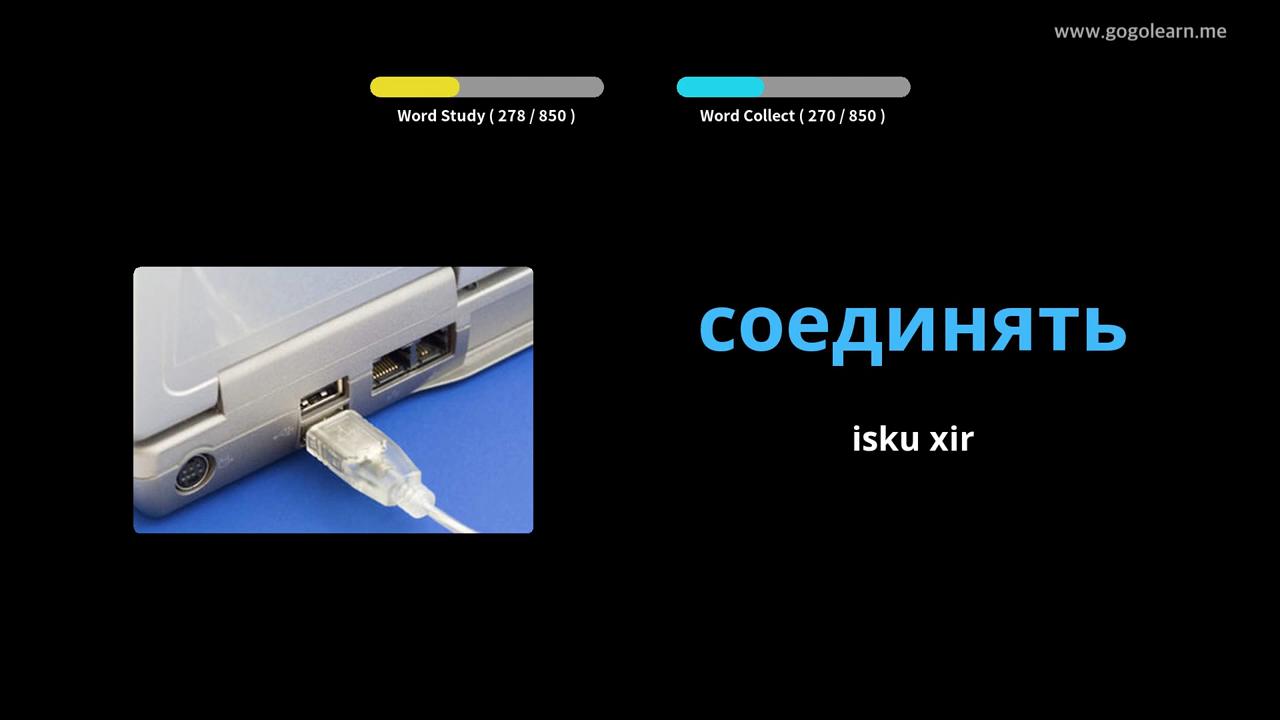 www.gogolearn.me
Word Study ( 278 / 850 )
Word Collect ( 270 / 850 )
соединять
isku xir